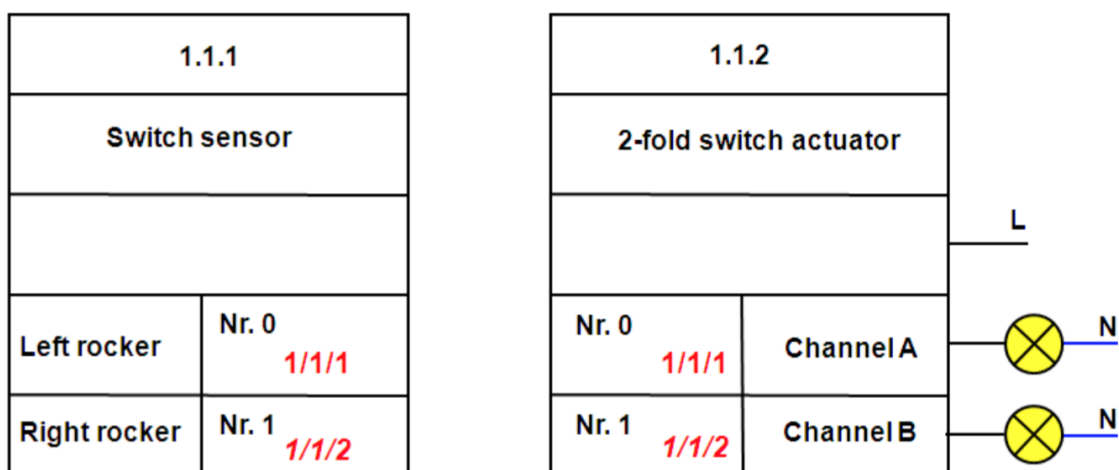 1.1.1
Switch sensor
Left rocker
Nr. 0
1/1/1
Right rocker
Nr. 1
1/1/2
1.1.2
2-fold switch actuator
L
Nr. 0
1/1/1
Channel A
N
Nr. 1
1/1/2
Channel B
N